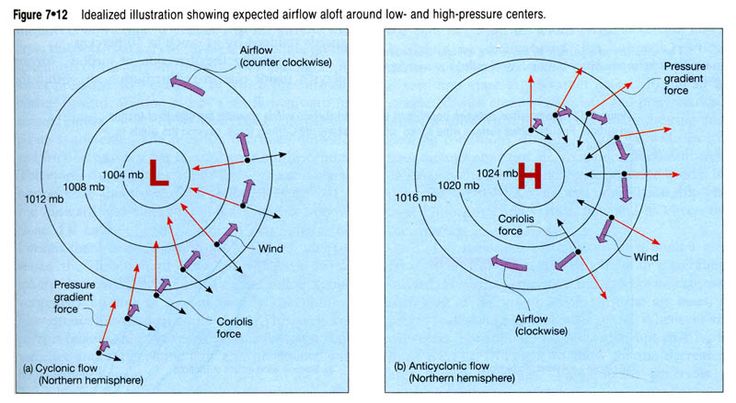 Figure 7•12 Idealized illustration showing expected airflow aloft around low- and high-pressure centers.
Airflow
(counter clockwise)
L
1004 mb
1008 mb
1012 mb
Wind
Pressure
gradient
force
Coriolis
force
(a) Cyclonic flow
(Northern hemisphere)
Pressure
gradient
force
1024 mb
H
1020 mb
1016 mb
Coriolis
force
Wind
Airflow
(clockwise)
(b) Anticyclonic flow
(Northern hemisphere)